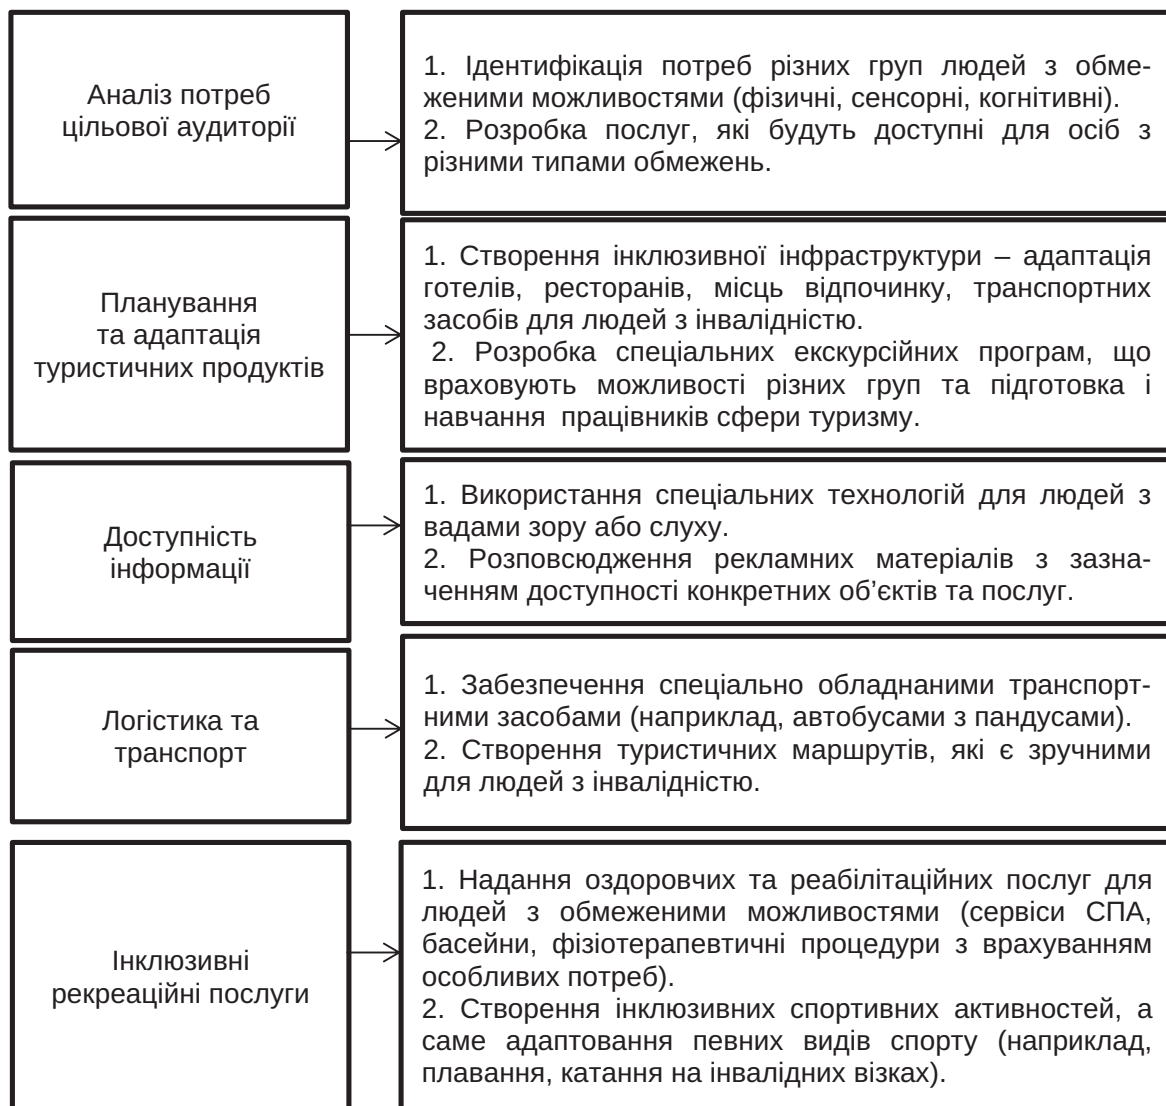 Аналіз потреб
цільової аудиторії
1. Ідентифікація потреб різних груп людей з обме-
женими можливостями (фізичні, сенсорні, когнітивні).
2. Розробка послуг, які будуть доступні для осіб з
різними типами обмежень.
Планування
та адаптація
туристичних продуктів
1. Створення інклюзивної інфраструктури – адаптація
готелів, ресторанів, місць відпочинку, транспортних
засобів для людей з інвалідністю.
2. Розробка спеціальних екскурсійних програм, що
враховують можливості різних груп та підготовка і
навчання працівників сфери туризму.
Доступність
інформації
1. Використання спеціальних технологій для людей з
вадами зору або слуху.
2. Розповсюдження рекламних матеріалів з зазна-
ченням доступності конкретних об’єктів та послуг.
Логістика та
транспорт
1. Забезпечення спеціально обладнаними транспорт-
ними засобами (наприклад, автобусами з пандусами).
2. Створення туристичних маршрутів, які є зручними
для людей з інвалідністю.
Інклюзивні
рекреаційні послуги
1. Надання оздоровчих та реабілітаційних послуг для
людей з обмеженими можливостями (сервіси СПА,
басейни, фізіотерапевтичні процедури з врахуванням
особливих потреб).
2. Створення інклюзивних спортивних активностей, а
саме адаптовання певних видів спорту (наприклад,
плавання, катання на інвалідних візках).